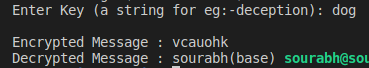 Enter Key (a string for eg:-deception): dog
Encrypted Message : vcauohk
Decrypted Message : sourabh(base) sourabh@sou